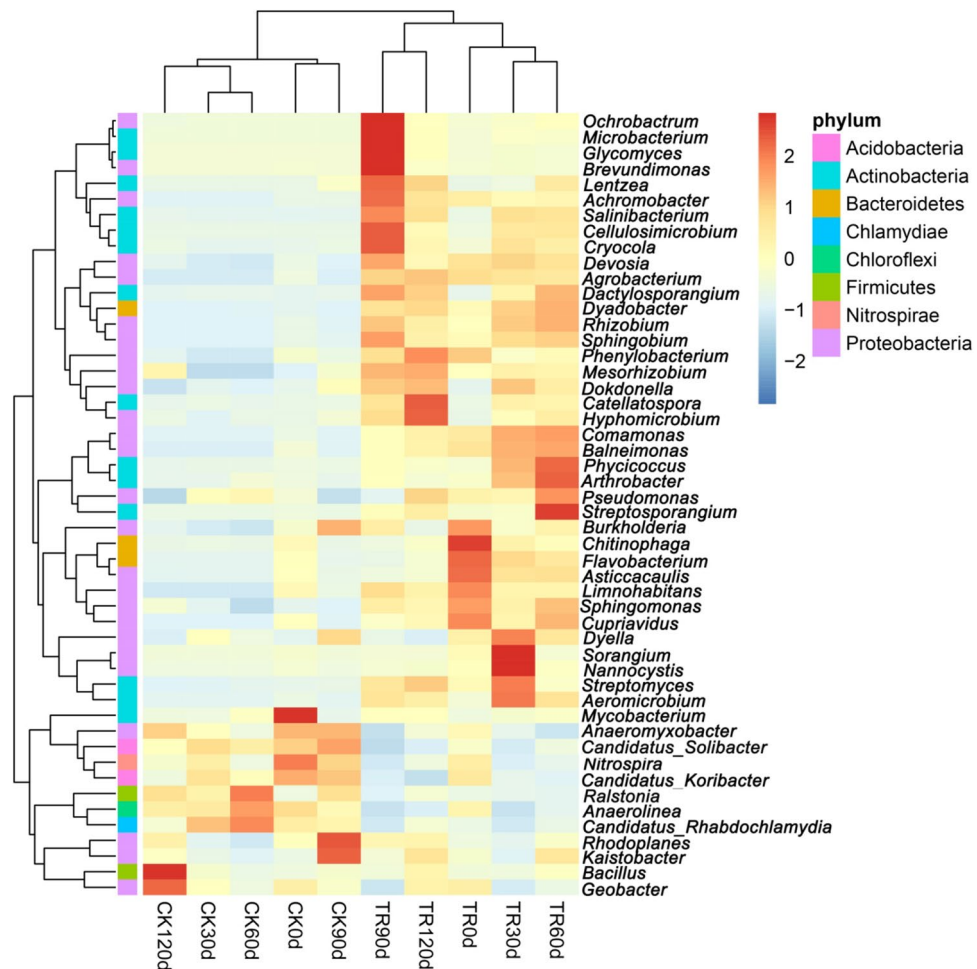 Ochrobactrum
Microbacterium
Glycomyces
Brevundimonas
Lentzea
Achromobacter
Salinibacterium
Cellulosimicrobium
Cryocola
Devosia
Agrobacterium
Dactylosporangium
Dyadobacter
Rhizobium
Sphingobium
Phenylobacterium
Mesorhizobium
Dokdonella
Catellatospora
Hyphomicrobium
Comamonas
Balneimonas
Phycicoccus
Arthrobacter
Pseudomonas
Streptosporangium
Burkholderia
Chitinophaga
Flavobacterium
Asticcacaulis
Limnohabitans
Sphingomonas
Cupriavidus
Dyella
Sorangium
Nannocystis
Streptomyces
Aeromicrobium
Mycobacterium
Anaeromyxobacter
Candidatus_Solibacter
Nitrospira
Candidatus_Koribacter
Ralstonia
Anaerolinea
Candidatus_Rhabdochlamydia
Rhodoplanes
Kaistobacter
Bacillus
Geobacter
CK120d
CK30d
CK60d
CK0d
CK90d
TR90d
TR120d
TR0d
TR30d
TR60d
2
1
0
−1
−2
phylum
Acidobacteria
Actinobacteria
Bacteroidetes
Chlamydiae
Chloroflexi
Firmicutes
Nitrospirae
Proteobacteria